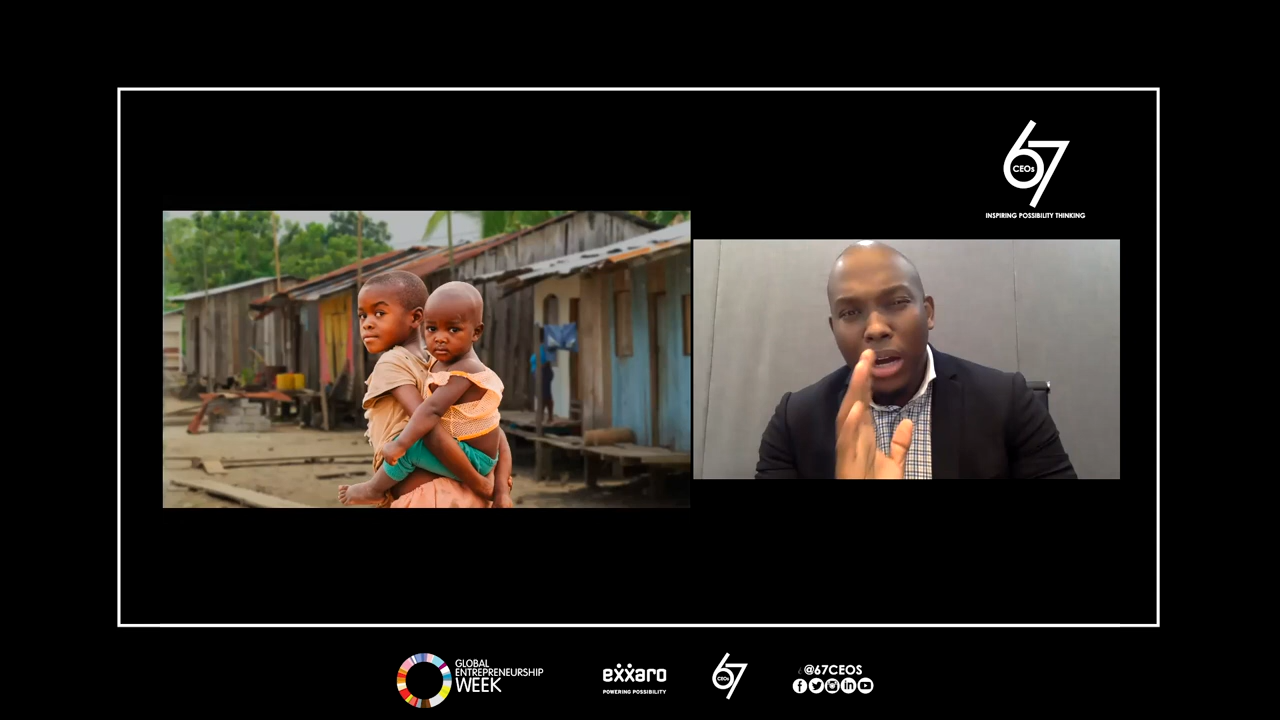 67
CEOs
INSPIRING POSSIBILITY THINKING
GLOBAL
ENTREPRENEURSHIP
WEEK
exxaro
POWERING POSSIBILITY
67
CEOs
@67CEOS